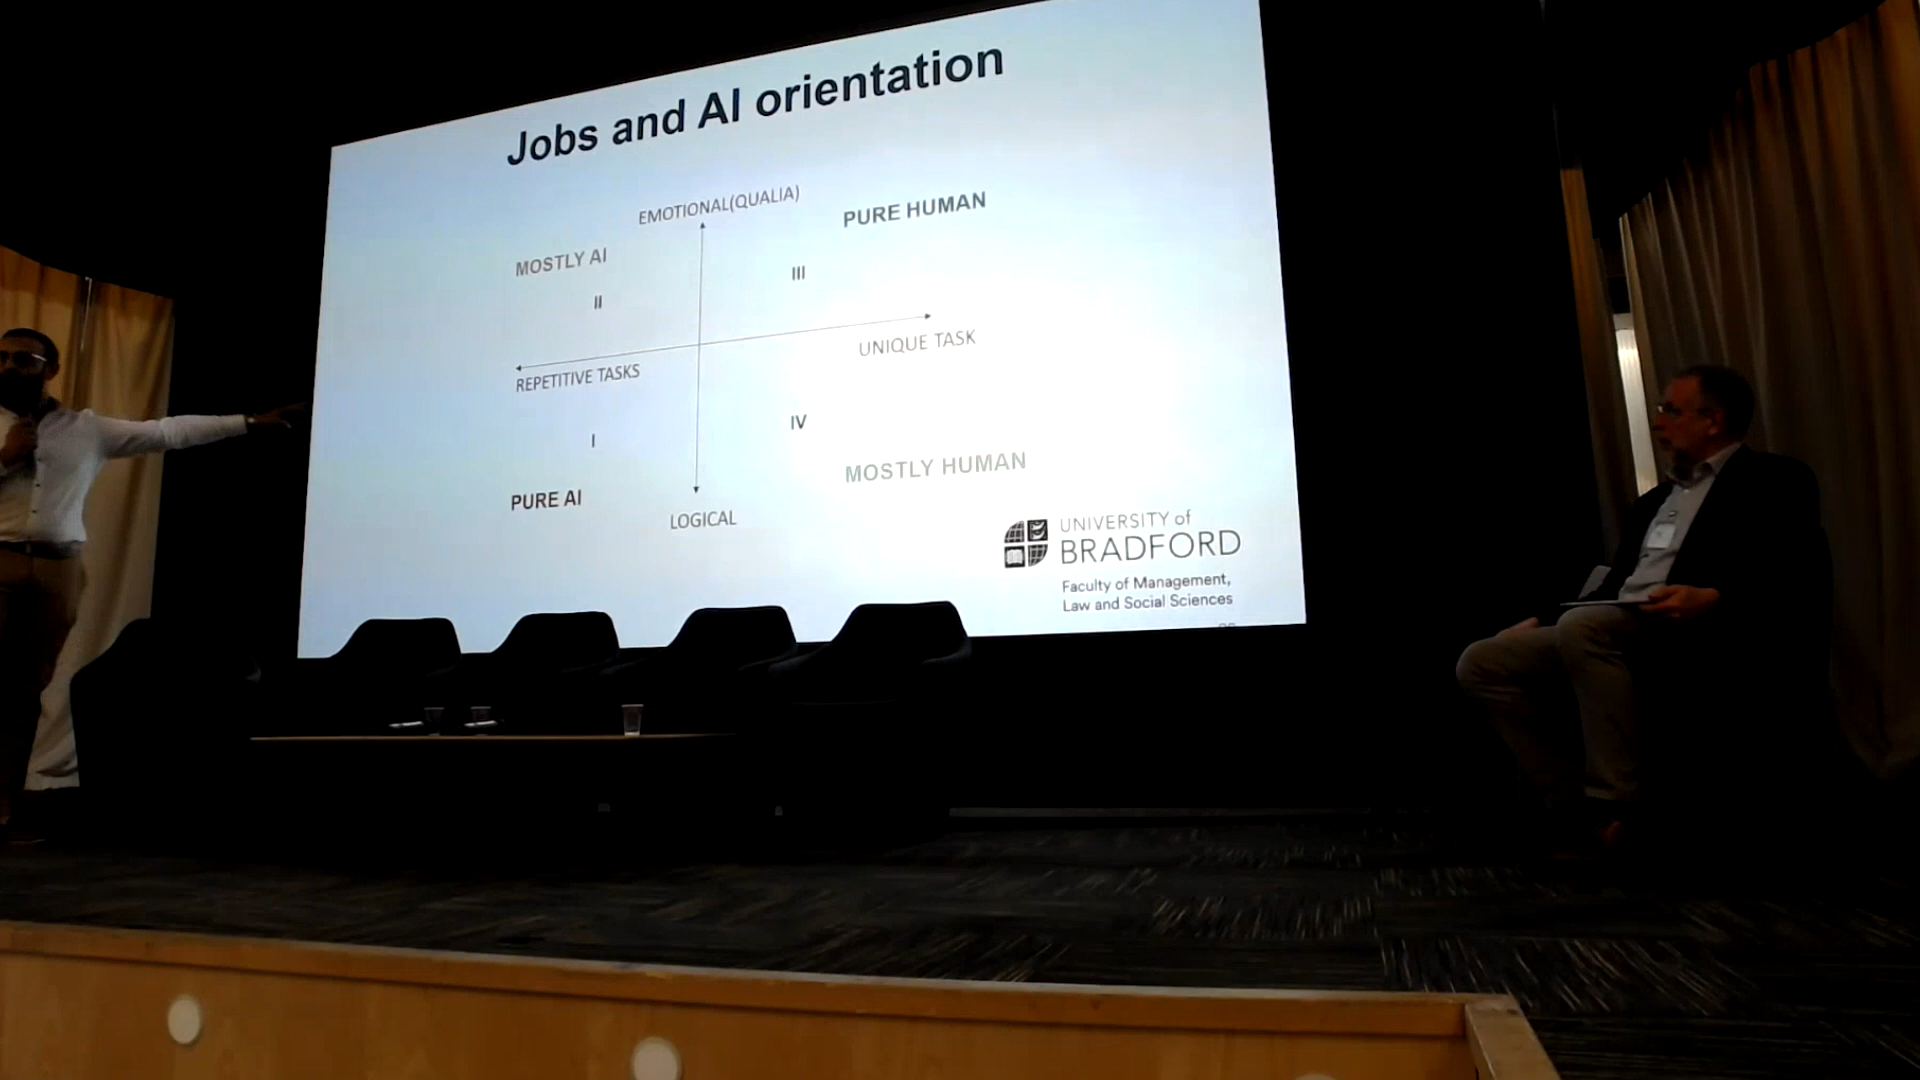 Jobs and AI orientation
EMOTIONAL(QUALIA)
PURE HUMAN
MOSTLY AI
III
II
UNIQUE TASK
REPETITIVE TASKS
IV
I
MOSTLY HUMAN
PURE AI
LOGICAL
UNIVERSITY of
BRADFORD
Faculty of Management,
Law and Social Sciences